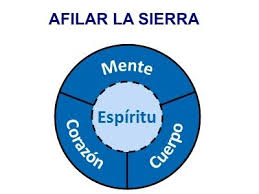 AFILAR LA SIERRA
Mente
Espíritu
Corazón
Cuerpo